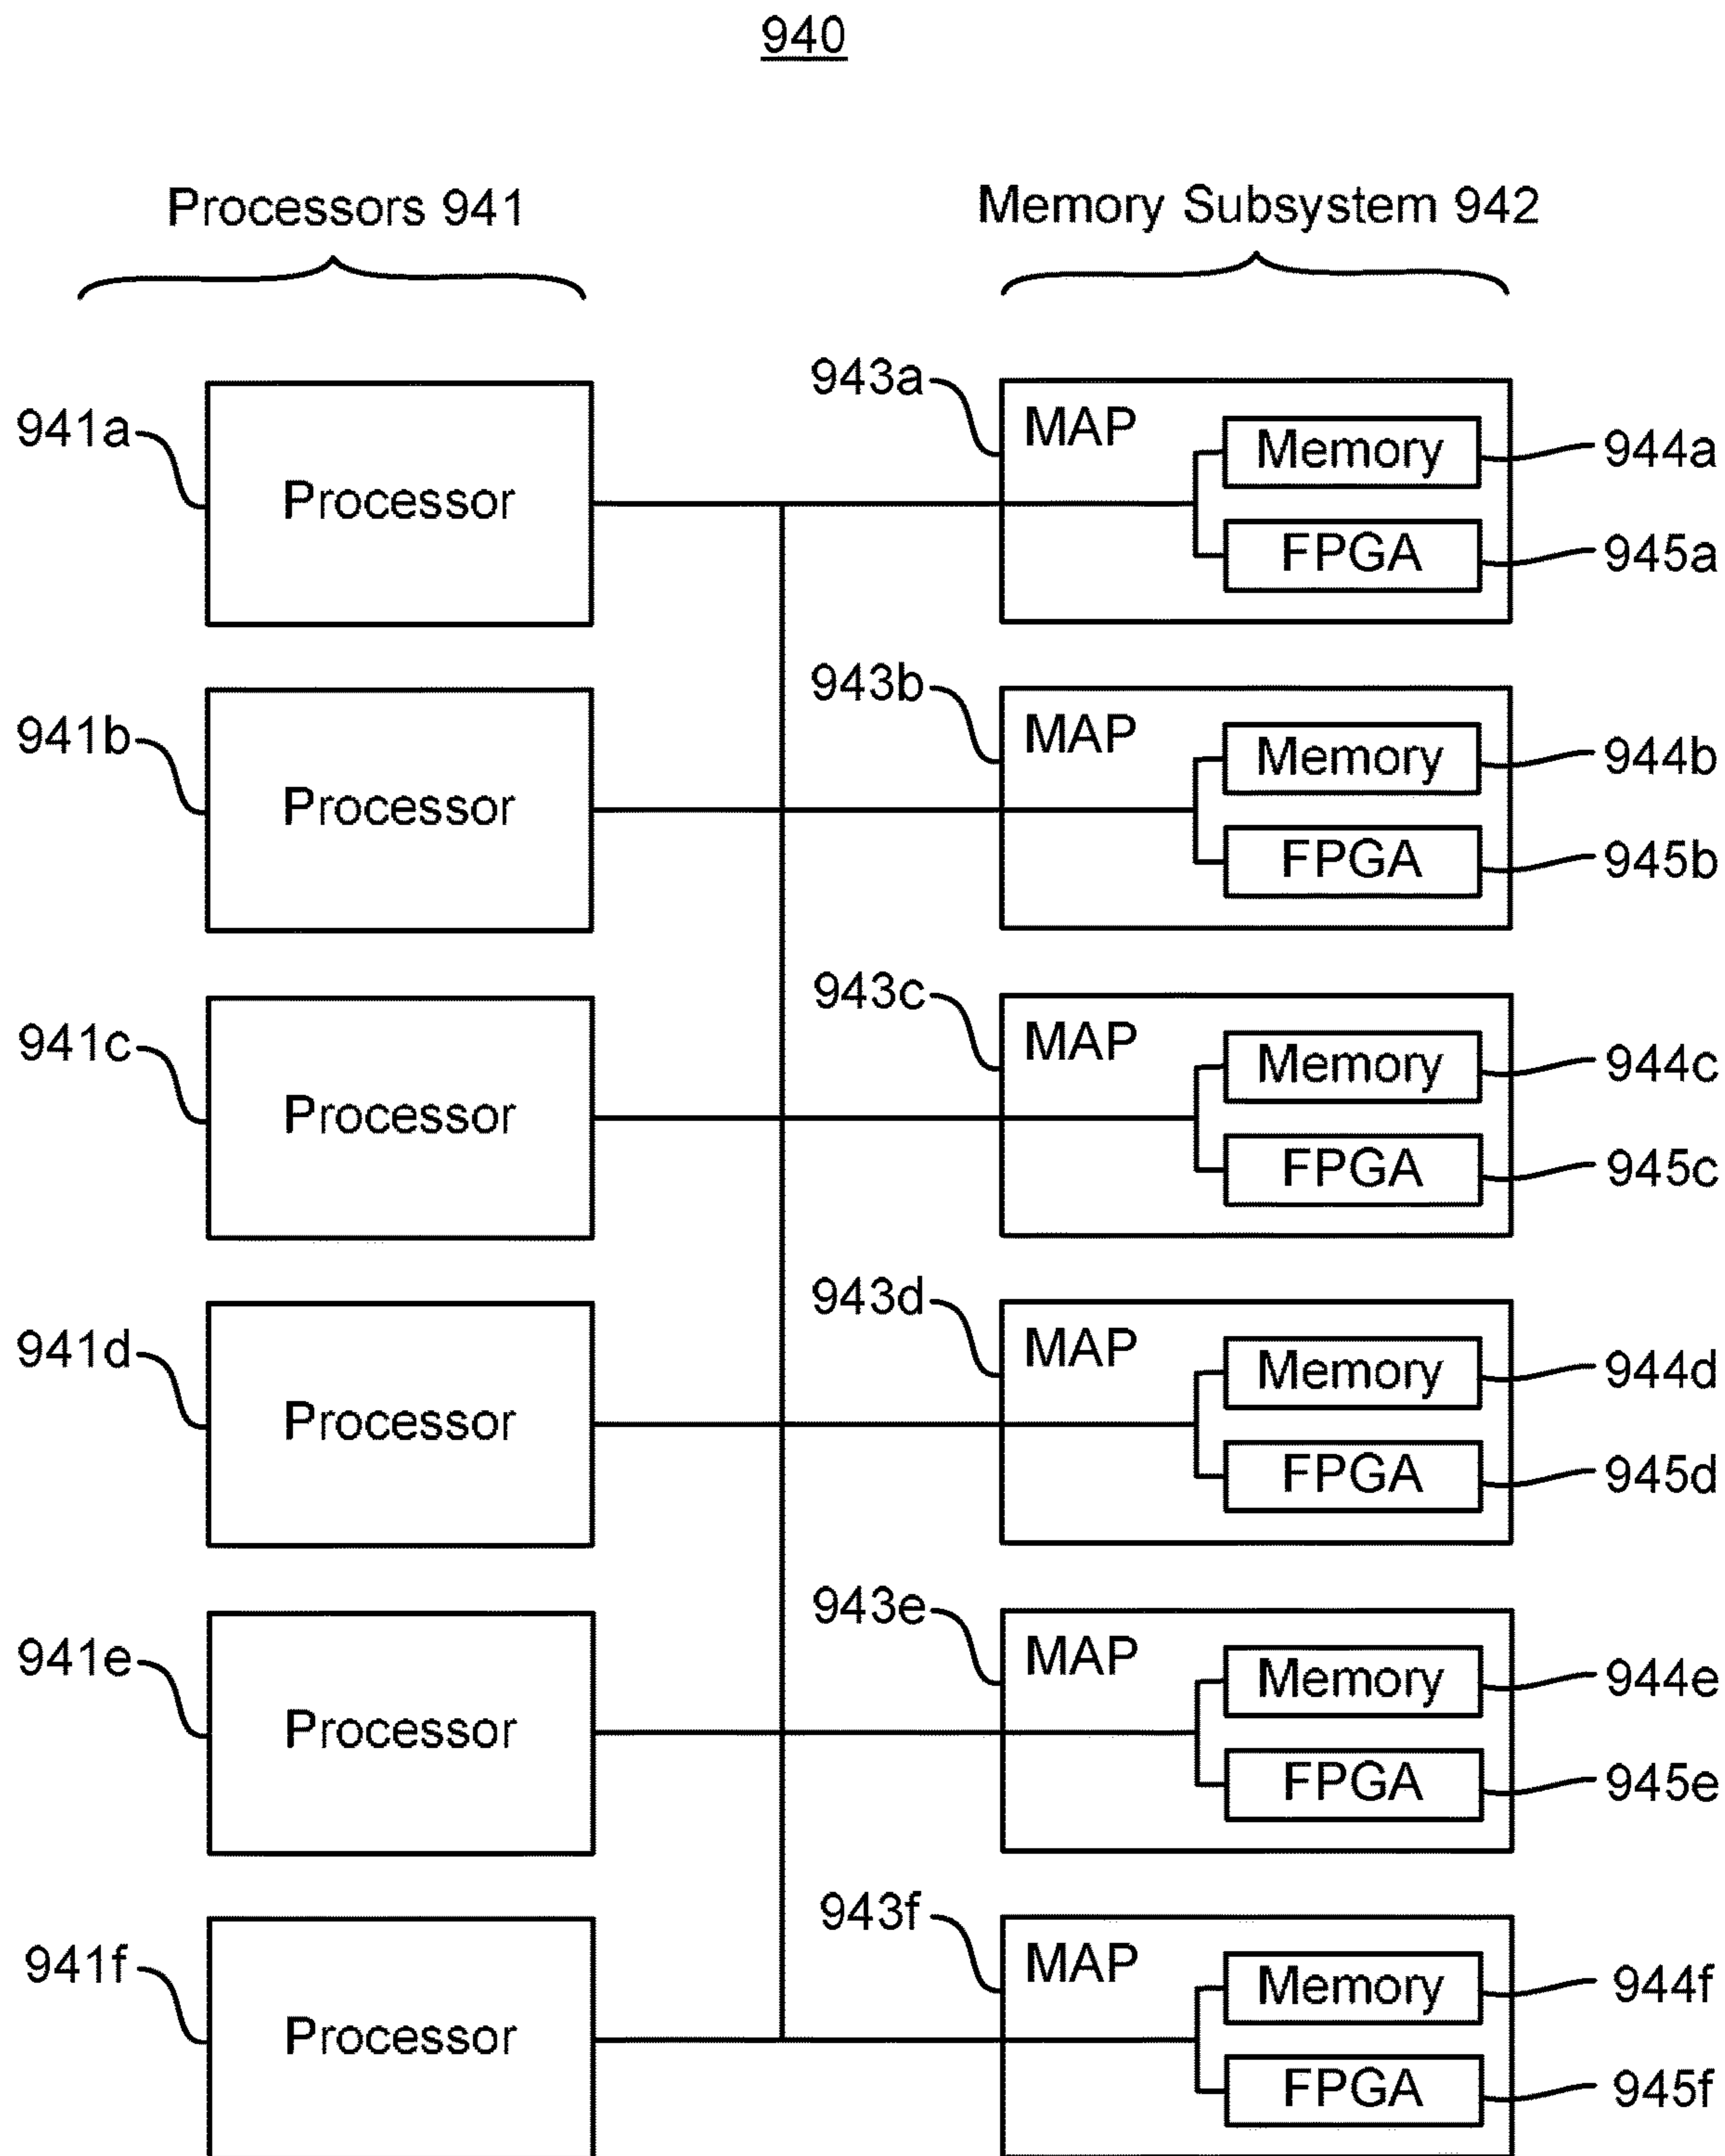 940
Processors 941
Memory Subsystem 942
943a
MAP
941a
Processor
Memory
944a
FPGA
945a
943b
MAP
941b
Processor
Memory
944b
FPGA
945b
943c
MAP
941c
Processor
Memory
944c
FPGA
945c
943d
MAP
941d
Processor
Memory
944d
FPGA
945d
943e
MAP
941e
Processor
Memory
944e
FPGA
945e
943f
MAP
941f
Processor
Memory
944f
FPGA
945f